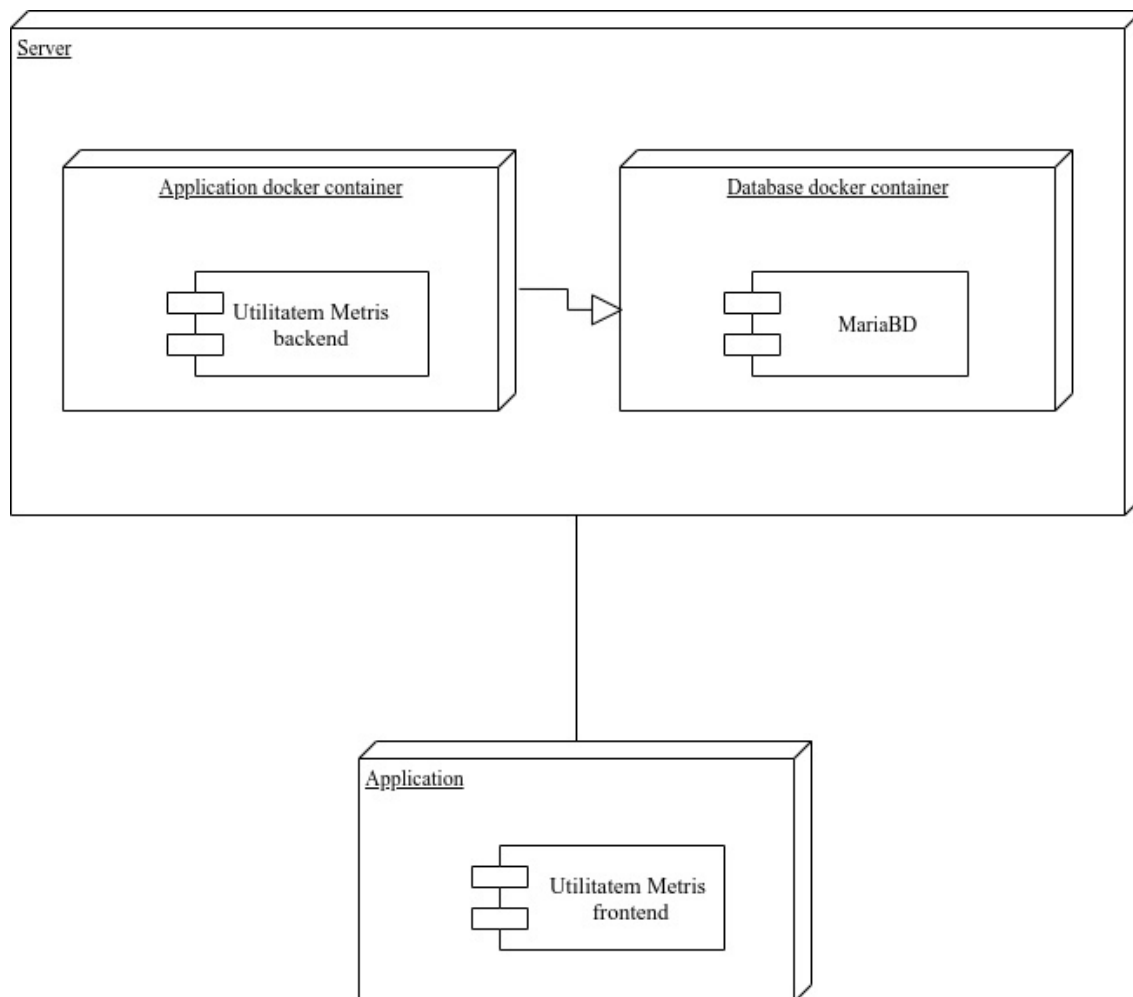 Server
Application docker container
Database docker container
Utilitatem Metris
backend
MariaBD
Application
Utilitatem Metris
frontend